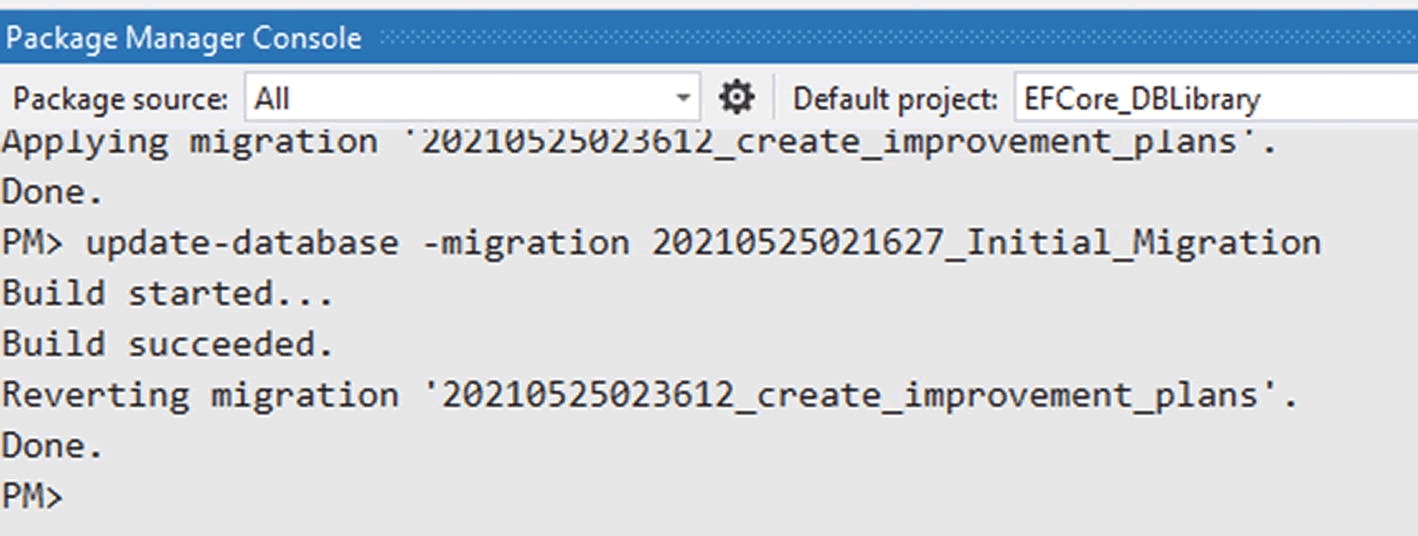 Package Manager Console
Package source: All Default project: EFCore_DBLibrary
Applying migration '20210525023612_create_improvement_plans'.
Done.
PM> update-database -migration 20210525021627_Initial_Migration
Build started...
Build succeeded.
Reverting migration '20210525023612_create_improvement_plans'.
Done.
PM>